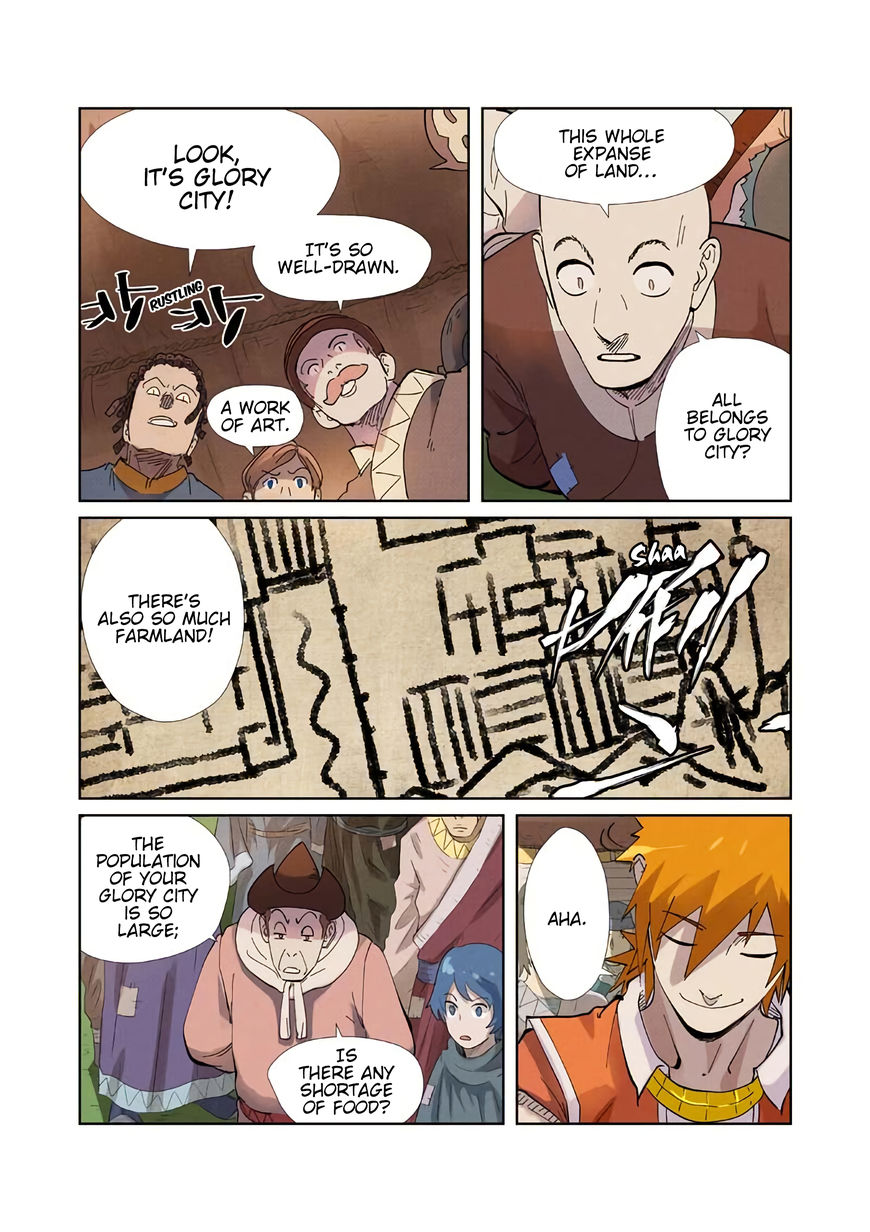 LOOK,
IT'S GLORY
CITY!
IT'S SO
WELL-DRAWN.
RUSTLING
A WORK
OF ART.
THIS WHOLE
EXPANSE
OF LAND...
ALL
BELONGS
TO GLORY
CITY?
THERE'S
ALSO SO MUCH
FARMLAND!
Shaa
THE
POPULATION
OF YOUR
GLORY CITY
IS SO
LARGE;
IS
THERE ANY
SHORTAGE
OF FOOD?
AHA.